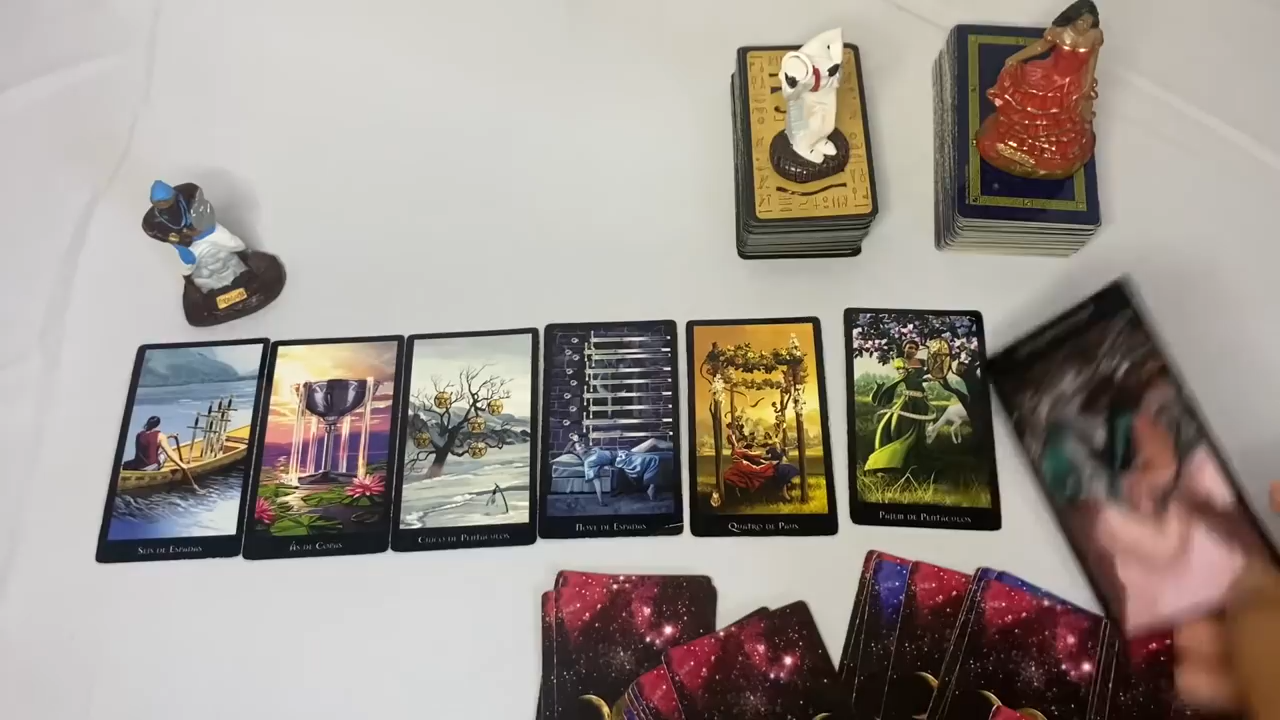 Seis de Espadas
Ás de Copas
Cinco de Pentáculos
Nove de Espadas
Quatro de Paus
Pajem de Pentáculos